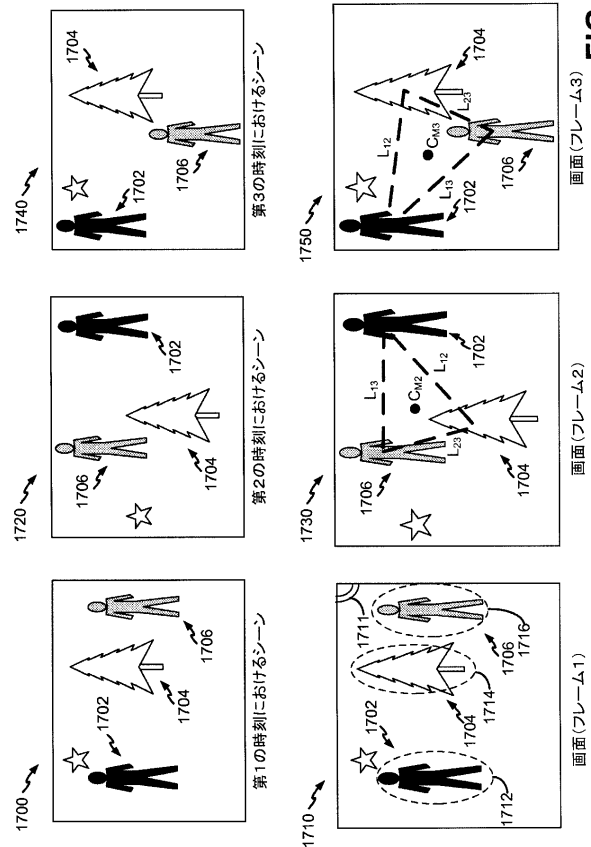 1700
1702
1704
1706
第1の時刻におけるシーン
1720
1706
1704
1702
第2の時刻におけるシーン
1740
1702
1704
1706
第3の時刻におけるシーン
1710
1702
1711
1712
1704
1714
1706
1716
画面(フレーム1)
1730
1706
L13
CM2
L12
L23
1704
1702
画面(フレーム2)
1750
L12
CM3
L13
L23
1702
1704
1706
画面(フレーム3)